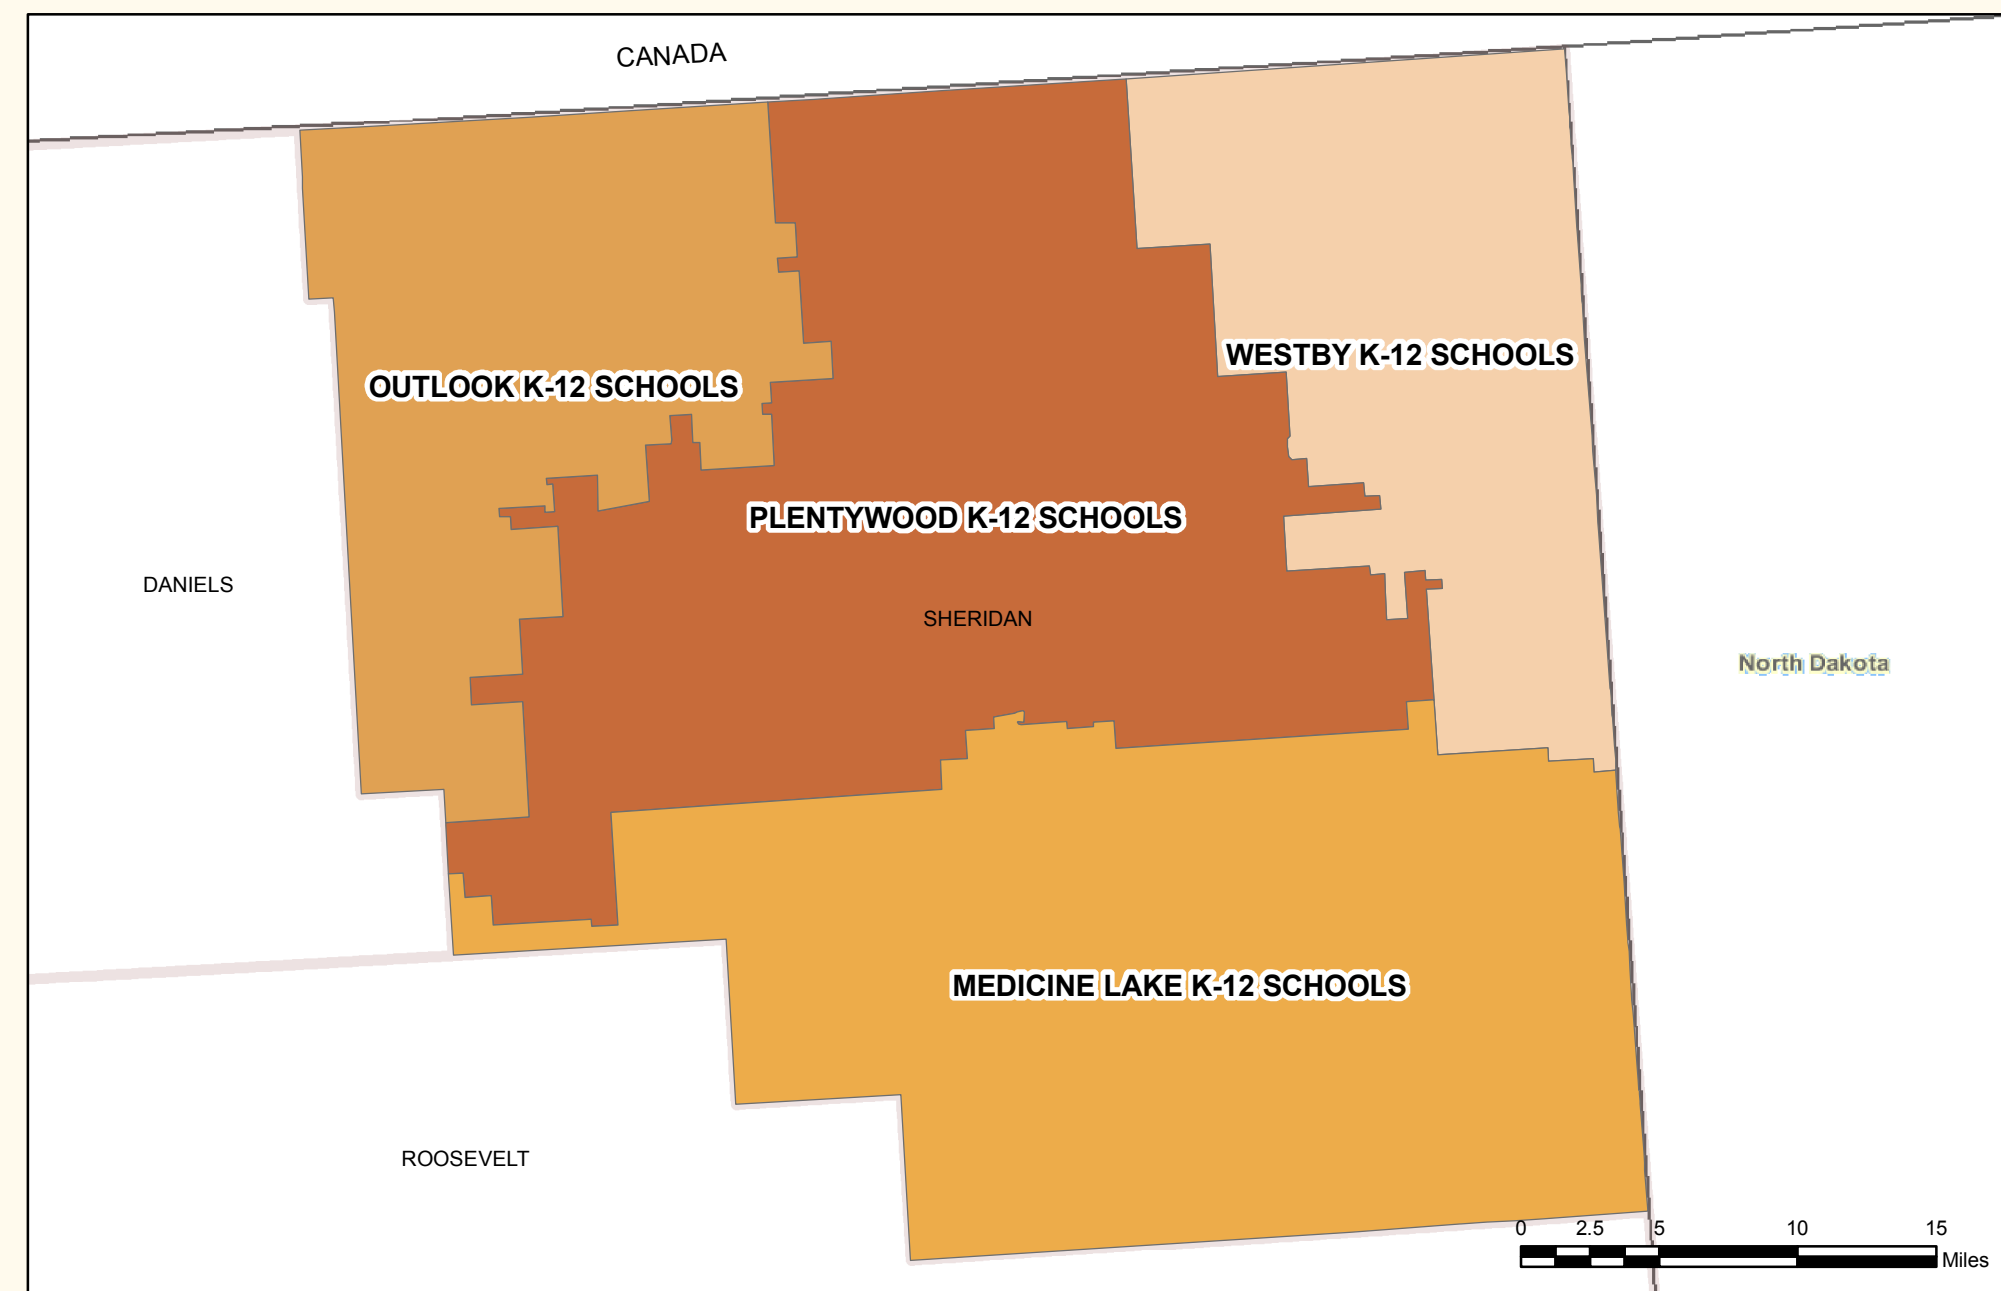 CANADA
WESTBY K-12 SCHOOLS
OUTLOOK K-12 SCHOOLS
PLENTYWOOD K-12 SCHOOLS
DANIELS
SHERIDAN
North Dakota
MEDICINE LAKE K-12 SCHOOLS
ROOSEVELT
0 2.5 5 10 15
Miles